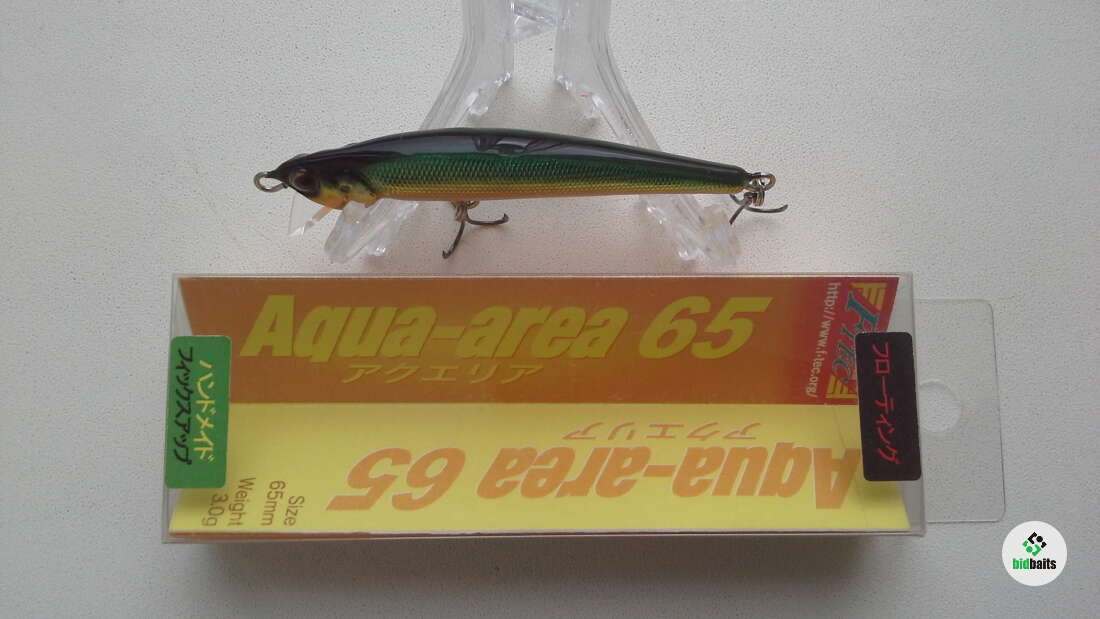 Aqua-area 65
アクエリア
http://www.f-tec.org/
F-TEC
ハンドメイド
フィックスアップ
フローティング
アクエリア
Aqua-area 65
Size
65mm
Weight
3.0g
bidbaits